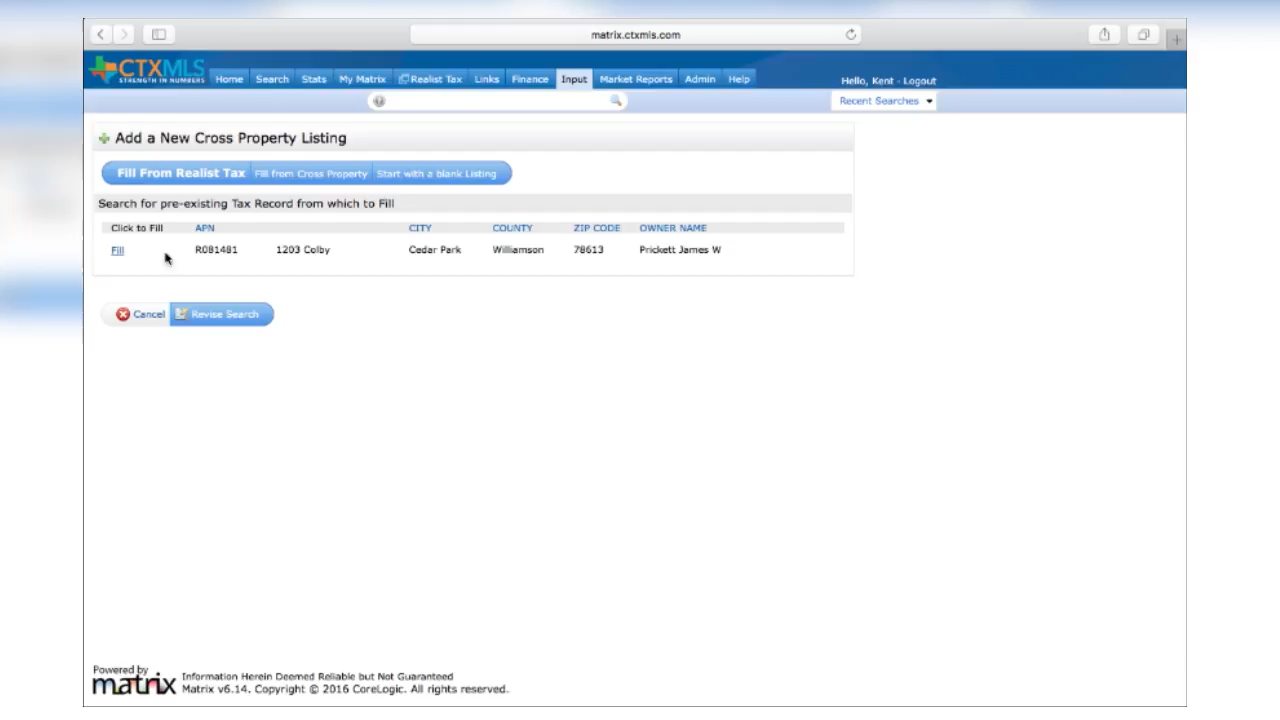 matrix.ctxmls.com
CTXMLS
STRENGTH IN NUMBERS
Home Search Stats My Matrix Realist Tax Links Finance Input Market Reports Admin Help
Hello, Kent - Logout
Recent Searches
Add a New Cross Property Listing
Fill From Realist Tax Fill from Cross Property Start with a blank Listing
Search for pre-existing Tax Record from which to Fill
Click to Fill APN CITY COUNTY ZIP CODE OWNER NAME
Fill R081481 1203 Colby Cedar Park Williamson 78613 Prickett James W
Cancel Revise Search
Powered by
matrix
Information Herein Deemed Reliable but Not Guaranteed
Matrix v6.14. Copyright © 2016 CoreLogic. All rights reserved.